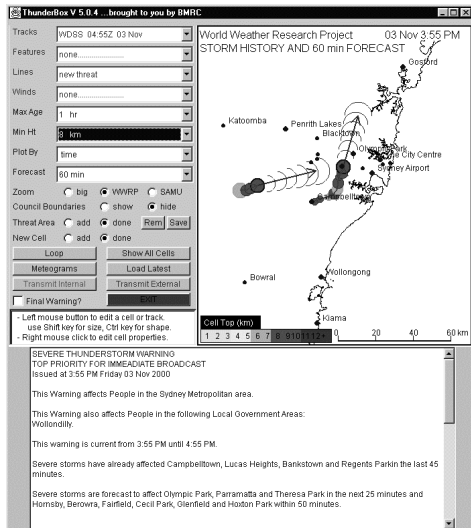 ThunderBox V 5.0.4 ...brought to you by BMRC
Tracks WDSS 04:55Z 03 Nov
Features none
Lines new threat
Winds none
Max Age 1 hr
Min Ht 8 km
Plot By time
Forecast 60 min
Zoom big WWRP SAMU
Council Boundaries show hide
Threat Area add done Rem Save
New Cell add done
Loop Show All Cells
Meteograms Load Latest
Transmit Internal Transmit External
Final Warning? EXIT
- Left mouse button to edit a cell or track.
use Shift key for size, Ctrl key for shape.
- Right mouse click to edit cell properties.
World Weather Research Project 03 Nov 3:55 PM
STORM HISTORY AND 60 min FORECAST
Gosford
Katoomba
Penrith Lakes
Blacktown
Olympic Park
City Centre
Sydney Airport
Campbelltown
Bowral
Wollongong
Kiama
Cell Top (km)
1 2 3 4 5 6 7 8 9 10 11 12+
0 20 40 60 km
SEVERE THUNDERSTORM WARNING
TOP PRIORITY FOR IMMEADIATE BROADCAST
Issued at 3:55 PM Friday 03 Nov 2000
This Warning affects People in the Sydney Metropolitan area.
This Warning also affects People in the following Local Government Areas:
Wollondilly.
This warning is current from 3:55 PM until 4:55 PM.
Severe storms have already affected Campbelltown, Lucas Heights, Bankstown and Regents Parkin the last 45
minutes.
Severe storms are forecast to affect Olympic Park, Parramatta and Theresa Park in the next 25 minutes and
Hornsby, Berowra, Fairfield, Cecil Park, Glenfield and Hoxton Park within 50 minutes.